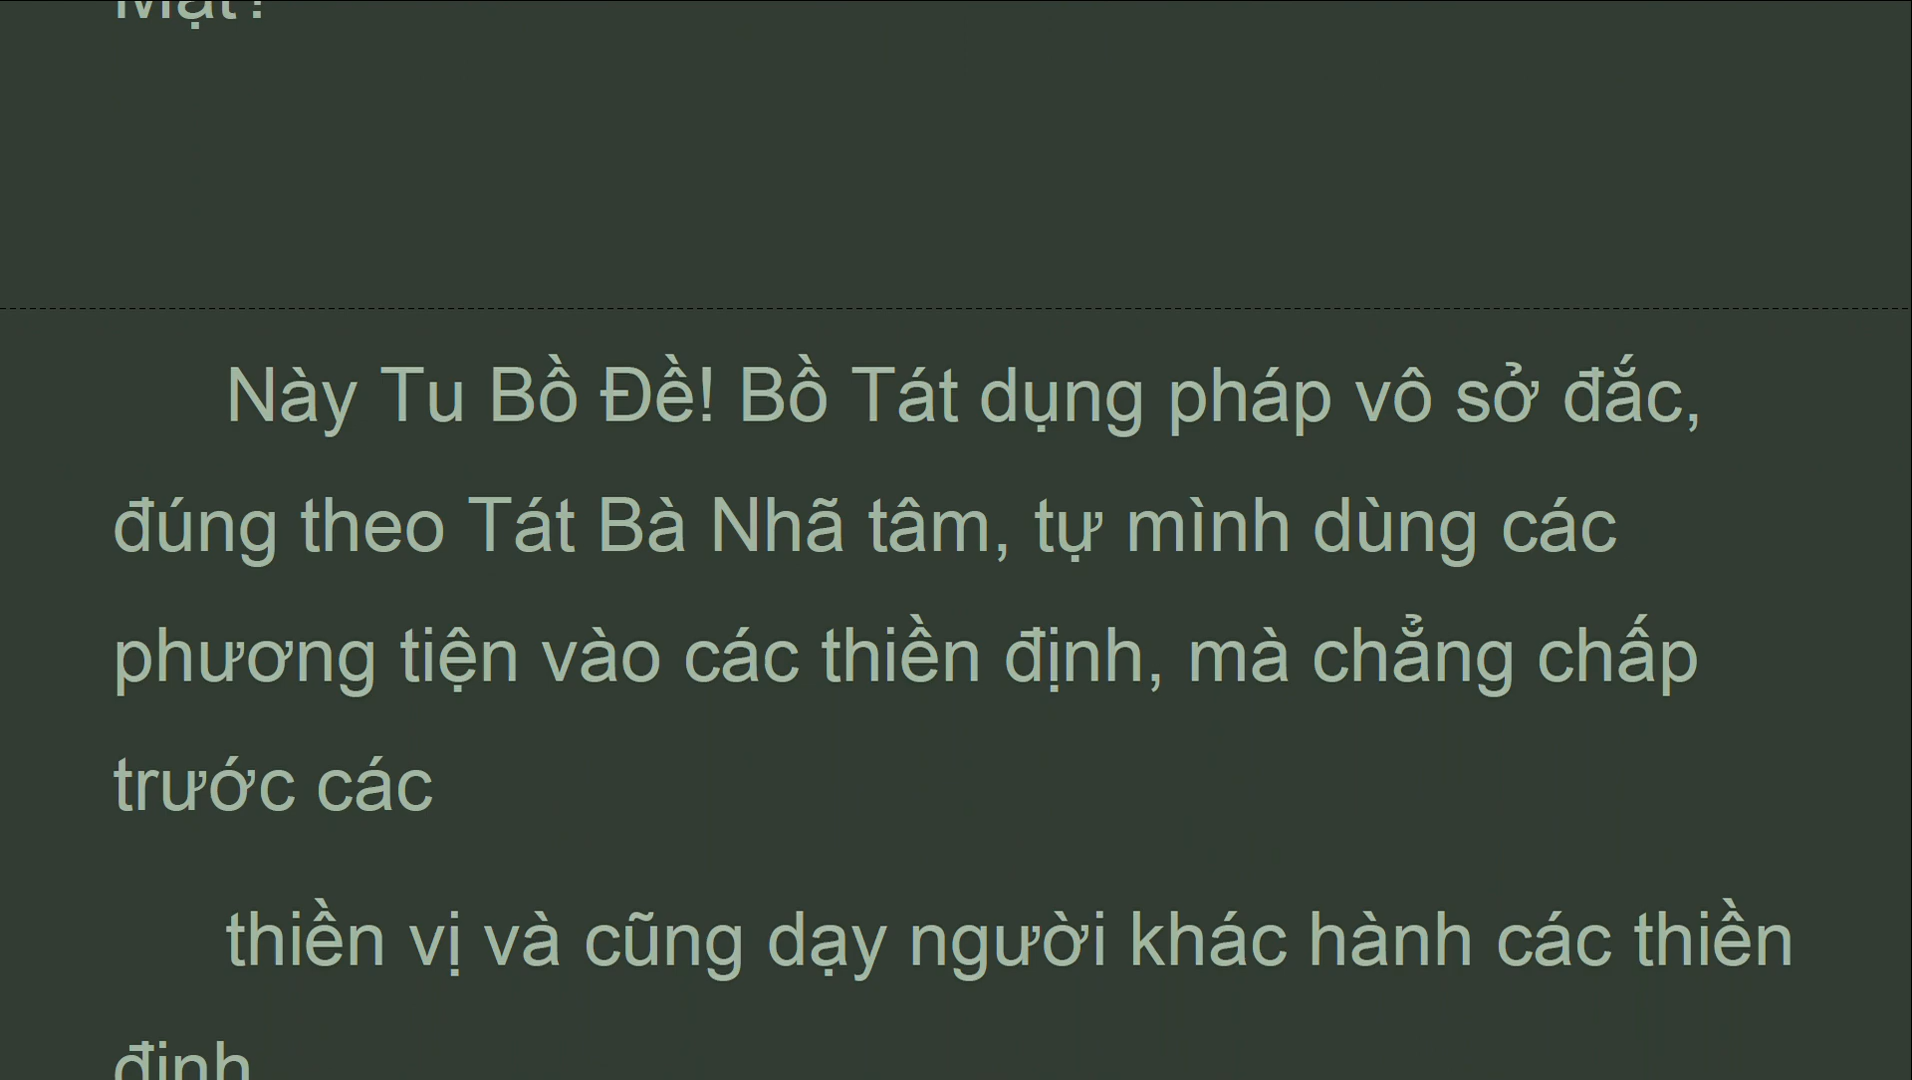 Mật?
Này Tu Bồ Đề! Bồ Tát dụng pháp vô sở đắc,
đúng theo Tát Bà Nhã tâm, tự mình dùng các
phương tiện vào các thiền định, mà chẳng chấp
trước các
thiền vị và cũng dạy người khác hành các thiền
định